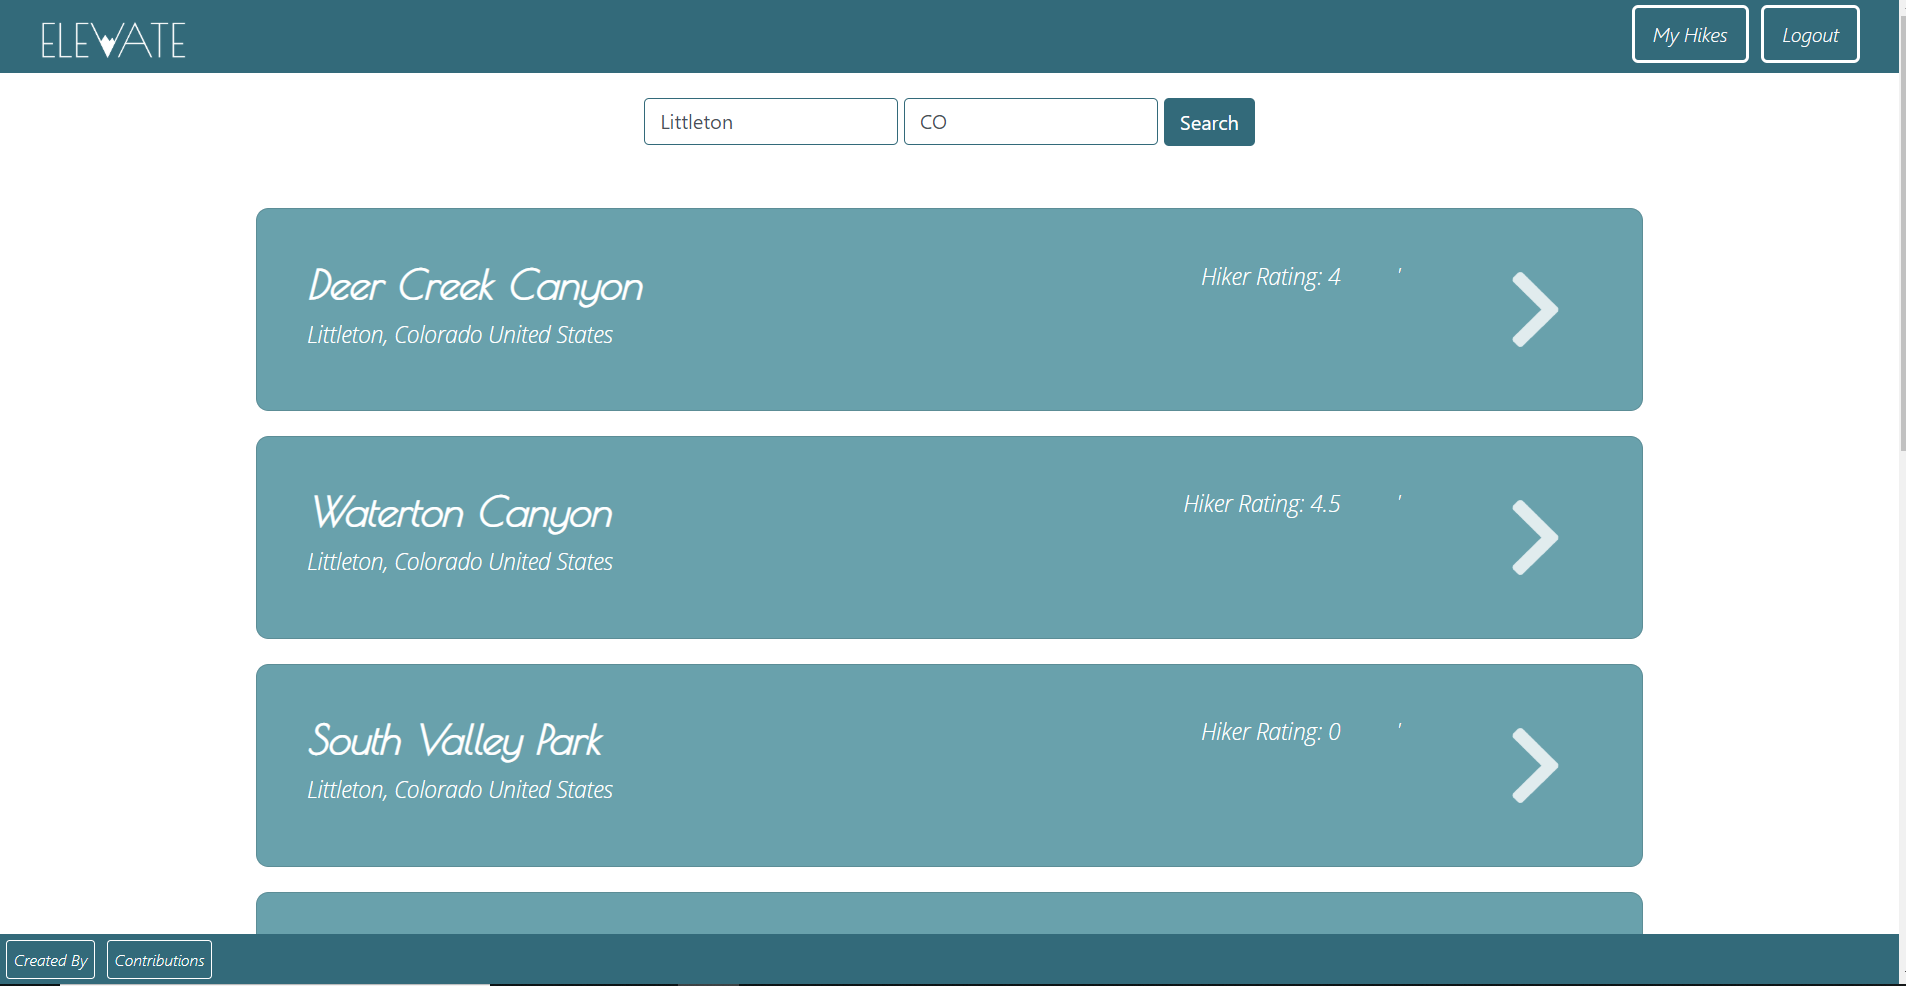 ELEVATE
My Hikes
Logout
Littleton
CO
Search
Deer Creek Canyon
Hiker Rating: 4 '
Littleton, Colorado United States
Waterton Canyon
Hiker Rating: 4.5 '
Littleton, Colorado United States
South Valley Park
Hiker Rating: 0 '
Littleton, Colorado United States
Created By
Contributions